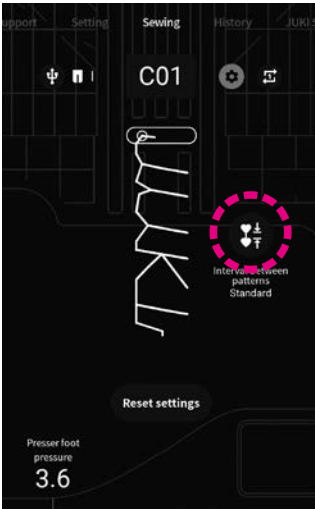 upport Setting Sewing History JUKI S
C01
Interval between
patterns
Standard
Reset settings
Presser foot
pressure
3.6